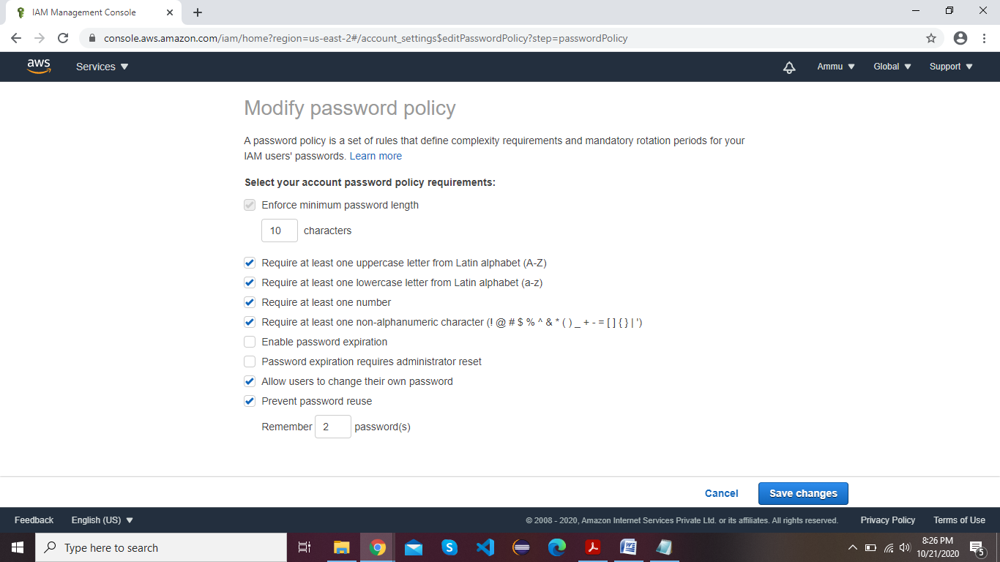 IAM Management Console
console.aws.amazon.com/iam/home?region=us-east-2#/account_settings$editPasswordPolicy?step=passwordPolicy
aws Services Ammu Global Support
Modify password policy
A password policy is a set of rules that define complexity requirements and mandatory rotation periods for your
IAM users' passwords. Learn more
Select your account password policy requirements:
Enforce minimum password length
10 characters
Require at least one uppercase letter from Latin alphabet (A-Z)
Require at least one lowercase letter from Latin alphabet (a-z)
Require at least one number
Require at least one non-alphanumeric character (! @ # $ % ^ & * ( ) _ + - = [ ] { } | ')
Enable password expiration
Password expiration requires administrator reset
Allow users to change their own password
Prevent password reuse
Remember 2 password(s)
Cancel Save changes
Feedback English (US) © 2008 - 2020, Amazon Internet Services Private Ltd. or its affiliates. All rights reserved. Privacy Policy Terms of Use
Type here to search
8:26 PM
10/21/2020
5